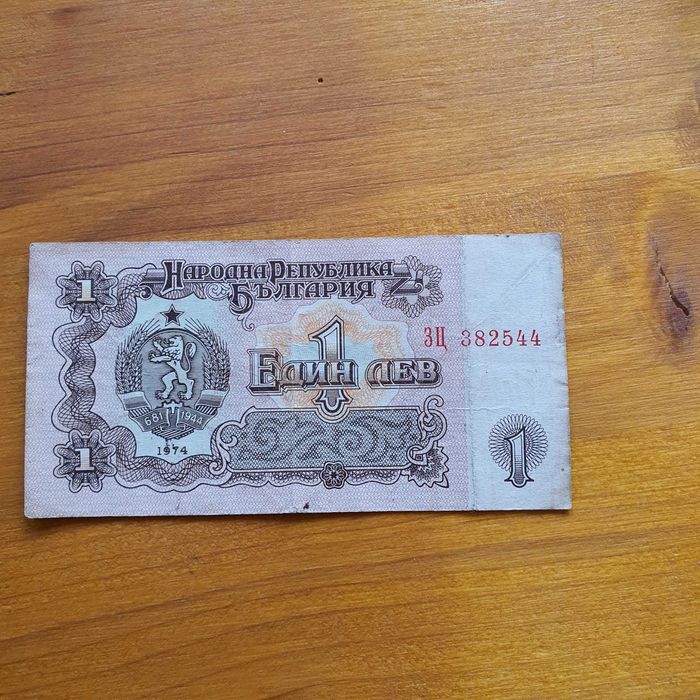 1
НАРОДНА РЕПУБЛИКА
БЪЛГАРИЯ
ЗЦ 382544
1
ЕДИН ЛЕВ
681 1944
1
1974
1